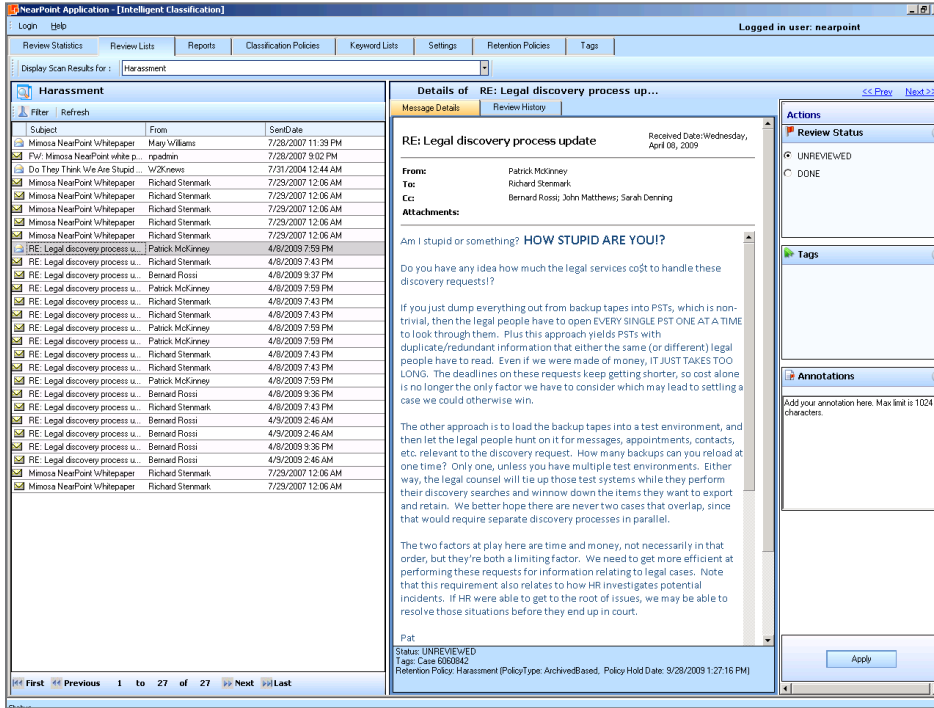 NearPoint Application - [Intelligent Classification]
Login Help
Logged in user: nearpoint
Review Statistics Review Lists Reports Classification Policies Keyword Lists Settings Retention Policies Tags
Display Scan Results for : Harassment
Harassment
Filter Refresh
Subject From SentDate
Mimosa NearPoint Whitepaper Mary Williams 7/28/2007 11:39 PM
FW: Mimosa NearPoint white p... npadmin 7/28/2007 9:02 PM
Do They Think We Are Stupid ... W2Knews 7/31/2004 12:44 AM
Mimosa NearPoint Whitepaper Richard Stenmark 7/29/2007 12:06 AM
Mimosa NearPoint Whitepaper Richard Stenmark 7/29/2007 12:06 AM
Mimosa NearPoint Whitepaper Richard Stenmark 7/29/2007 12:06 AM
Mimosa NearPoint Whitepaper Richard Stenmark 7/29/2007 12:06 AM
Mimosa NearPoint Whitepaper Richard Stenmark 7/29/2007 12:06 AM
RE: Legal discovery process u... Patrick McKinney 4/8/2009 7:59 PM
RE: Legal discovery process u... Richard Stenmark 4/8/2009 7:43 PM
RE: Legal discovery process u... Bernard Rossi 4/8/2009 9:37 PM
RE: Legal discovery process u... Patrick McKinney 4/8/2009 7:59 PM
RE: Legal discovery process u... Richard Stenmark 4/8/2009 7:43 PM
RE: Legal discovery process u... Richard Stenmark 4/8/2009 7:43 PM
RE: Legal discovery process u... Patrick McKinney 4/8/2009 7:59 PM
RE: Legal discovery process u... Richard Stenmark 4/8/2009 7:43 PM
RE: Legal discovery process u... Patrick McKinney 4/8/2009 7:59 PM
RE: Legal discovery process u... Richard Stenmark 4/8/2009 7:43 PM
RE: Legal discovery process u... Richard Stenmark 4/8/2009 7:43 PM
RE: Legal discovery process u... Patrick McKinney 4/8/2009 7:59 PM
RE: Legal discovery process u... Bernard Rossi 4/8/2009 9:36 PM
RE: Legal discovery process u... Richard Stenmark 4/8/2009 7:43 PM
RE: Legal discovery process u... Bernard Rossi 4/9/2009 2:46 AM
RE: Legal discovery process u... Bernard Rossi 4/9/2009 2:46 AM
RE: Legal discovery process u... Bernard Rossi 4/8/2009 9:36 PM
RE: Legal discovery process u... Bernard Rossi 4/9/2009 2:46 AM
Mimosa NearPoint Whitepaper Richard Stenmark 7/29/2007 12:06 AM
Mimosa NearPoint Whitepaper Richard Stenmark 7/29/2007 12:06 AM
First Previous 1 to 27 of 27 Next Last
Details of RE: Legal discovery process up...
<< Prev Next >>
Message Details Review History
RE: Legal discovery process update
Received Date:Wednesday,
April 08, 2009
From: Patrick McKinney
To: Richard Stenmark
Cc: Bernard Rossi; John Matthews; Sarah Denning
Attachments:
Am I stupid or something? HOW STUPID ARE YOU!?
Do you have any idea how much the legal services co$t to handle these
discovery requests!?
If you just dump everything out from backup tapes into PSTs, which is non-
trivial, then the legal people have to open EVERY SINGLE PST ONE AT A TIME
to look through them. Plus this approach yields PSTs with
duplicate/redundant information that either the same (or different) legal
people have to read. Even if we were made of money, IT JUST TAKES TOO
LONG. The deadlines on these requests keep getting shorter, so cost alone
is no longer the only factor we have to consider which may lead to settling a
case we could otherwise win.
The other approach is to load the backup tapes into a test environment, and
then let the legal people hunt on it for messages, appointments, contacts,
etc. relevant to the discovery request. How many backups can you reload at
one time? Only one, unless you have multiple test environments. Either
way, the legal counsel will tie up those test systems while they perform
their discovery searches and winnow down the items they want to export
and retain. We better hope there are never two cases that overlap, since
that would require separate discovery processes in parallel.
The two factors at play here are time and money, not necessarily in that
order, but they're both a limiting factor. We need to get more efficient at
performing these requests for information relating to legal cases. Note
that this requirement also relates to how HR investigates potential
incidents. If HR were able to get to the root of issues, we may be able to
resolve those situations before they end up in court.
Pat
Status: UNREVIEWED
Tags: Case 6060842
Retention Policy: Harassment (PolicyType: ArchivedBased, Policy Hold Date: 9/28/2009 1:27:16 PM)
Actions
Review Status
UNREVIEWED
DONE
Tags
Annotations
Add your annotation here. Max limit is 1024
characters.
Apply
Status